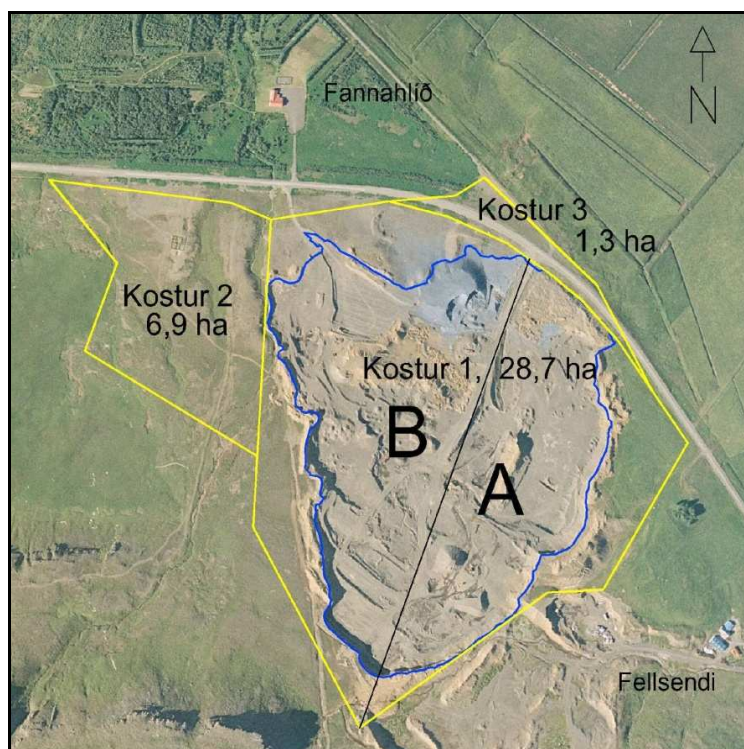 Fannahlíð
N
Kostur 3
1,3 ha
Kostur 2
6,9 ha
Kostur 1, 28,7 ha
B
A
Fellsendi